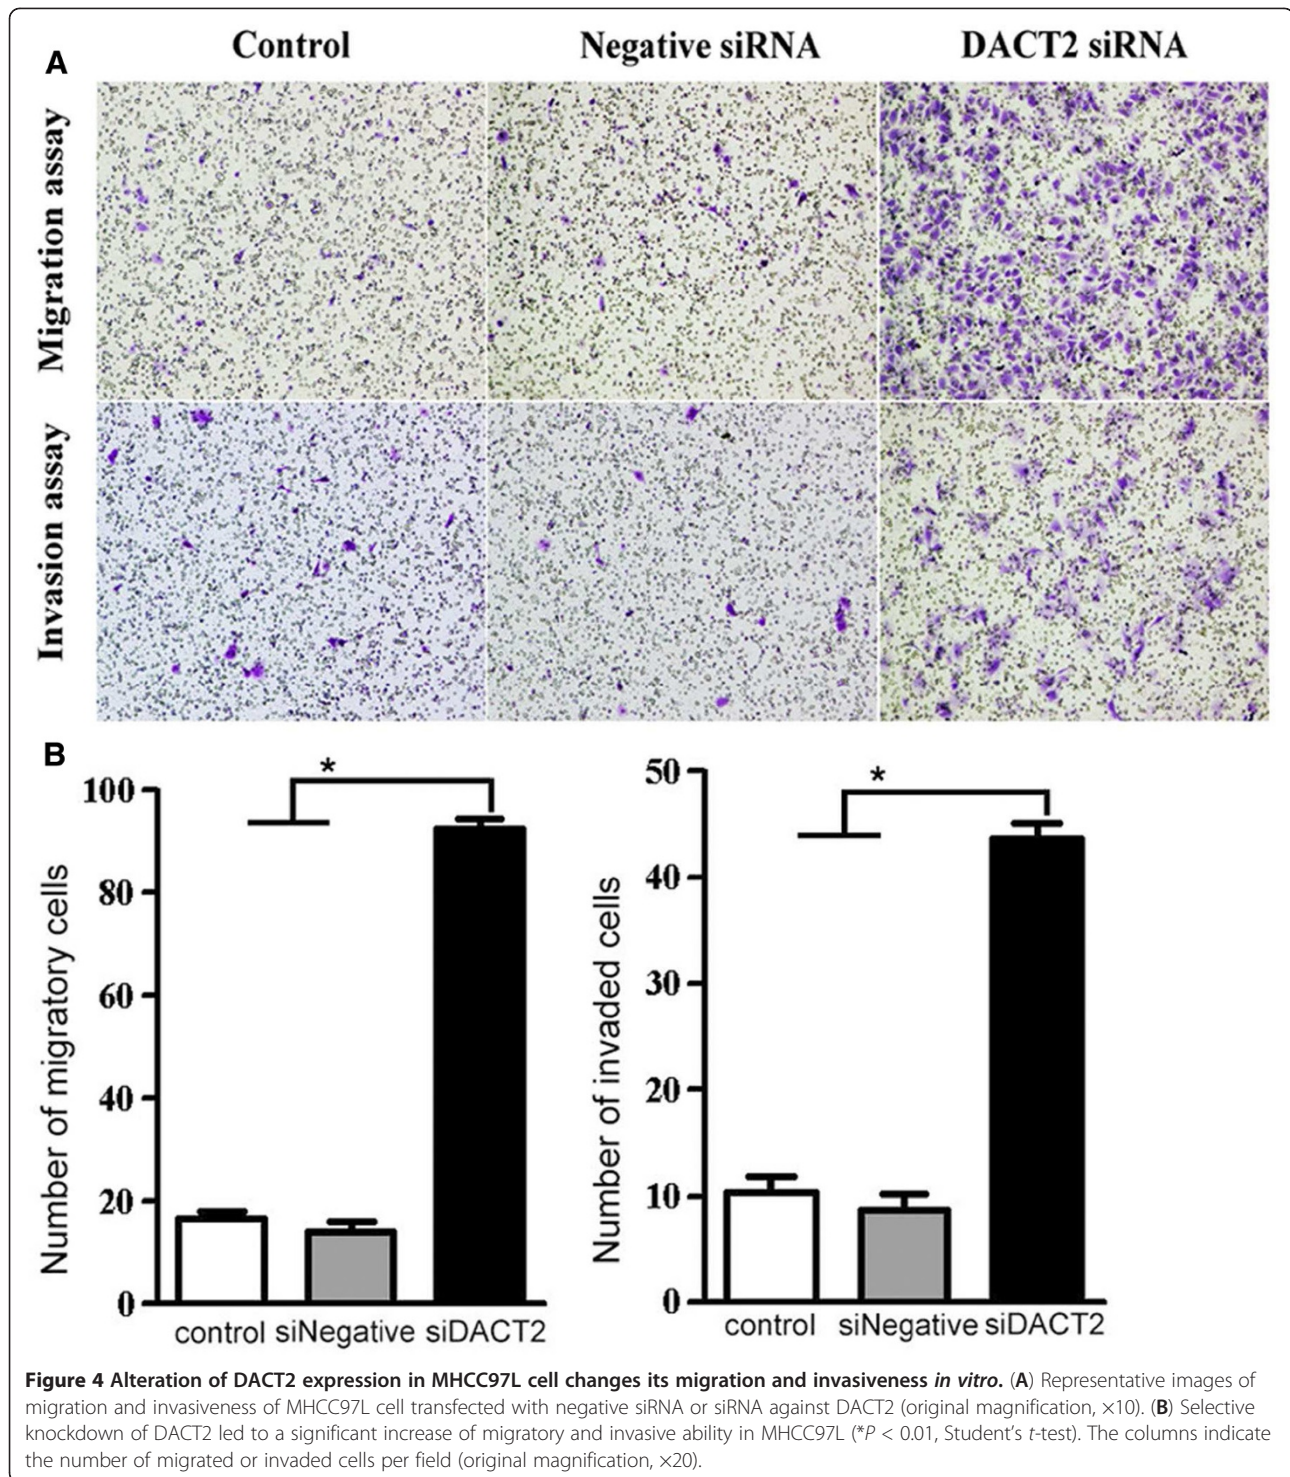 A
Control Negative siRNA DACT2 siRNA
Migration assay
Invasion assay
B
*
100
80
60
40
20
0
Number of migratory cells
control siNegative siDACT2
*
50
40
30
20
10
0
Number of invaded cells
control siNegative siDACT2
Figure 4 Alteration of DACT2 expression in MHCC97L cell changes its migration and invasiveness in vitro. (A) Representative images of
migration and invasiveness of MHCC97L cell transfected with negative siRNA or siRNA against DACT2 (original magnification, ×10). (B) Selective
knockdown of DACT2 led to a significant increase of migratory and invasive ability in MHCC97L (*P < 0.01, Student's t-test). The columns indicate
the number of migrated or invaded cells per field (original magnification, ×20).